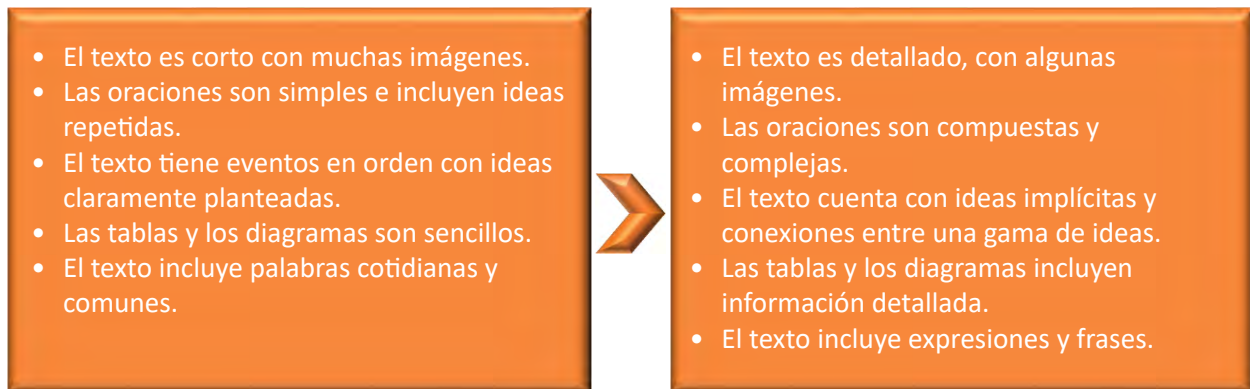 • El texto es corto con muchas imágenes.
• Las oraciones son simples e incluyen ideas
repetidas.
• El texto tiene eventos en orden con ideas
claramente planteadas.
• Las tablas y los diagramas son sencillos.
• El texto incluye palabras cotidianas y
comunes.
• El texto es detallado, con algunas
imágenes.
• Las oraciones son compuestas y
complejas.
• El texto cuenta con ideas implícitas y
conexiones entre una gama de ideas.
• Las tablas y los diagramas incluyen
información detallada.
• El texto incluye expresiones y frases.